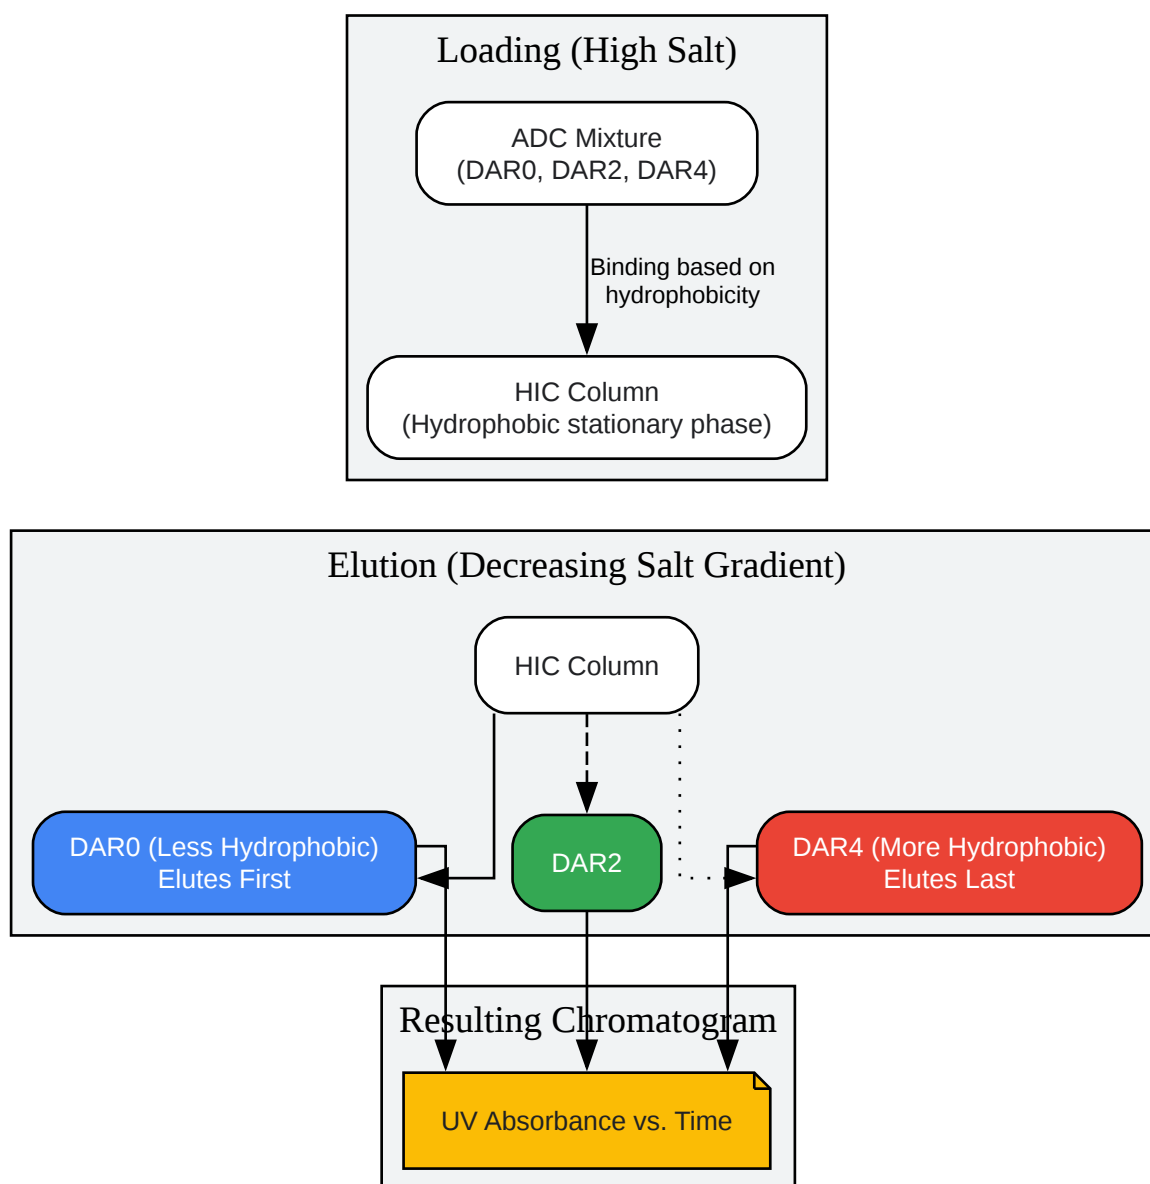 Loading (High Salt)
ADC Mixture
(DAR0, DAR2, DAR4)
Binding based on
hydrophobicity
HIC Column
(Hydrophobic stationary phase)
Elution (Decreasing Salt Gradient)
HIC Column
DAR0 (Less Hydrophobic)
Elutes First
DAR2
DAR4 (More Hydrophobic)
Elutes Last
Resulting Chromatogram
UV Absorbance vs. Time